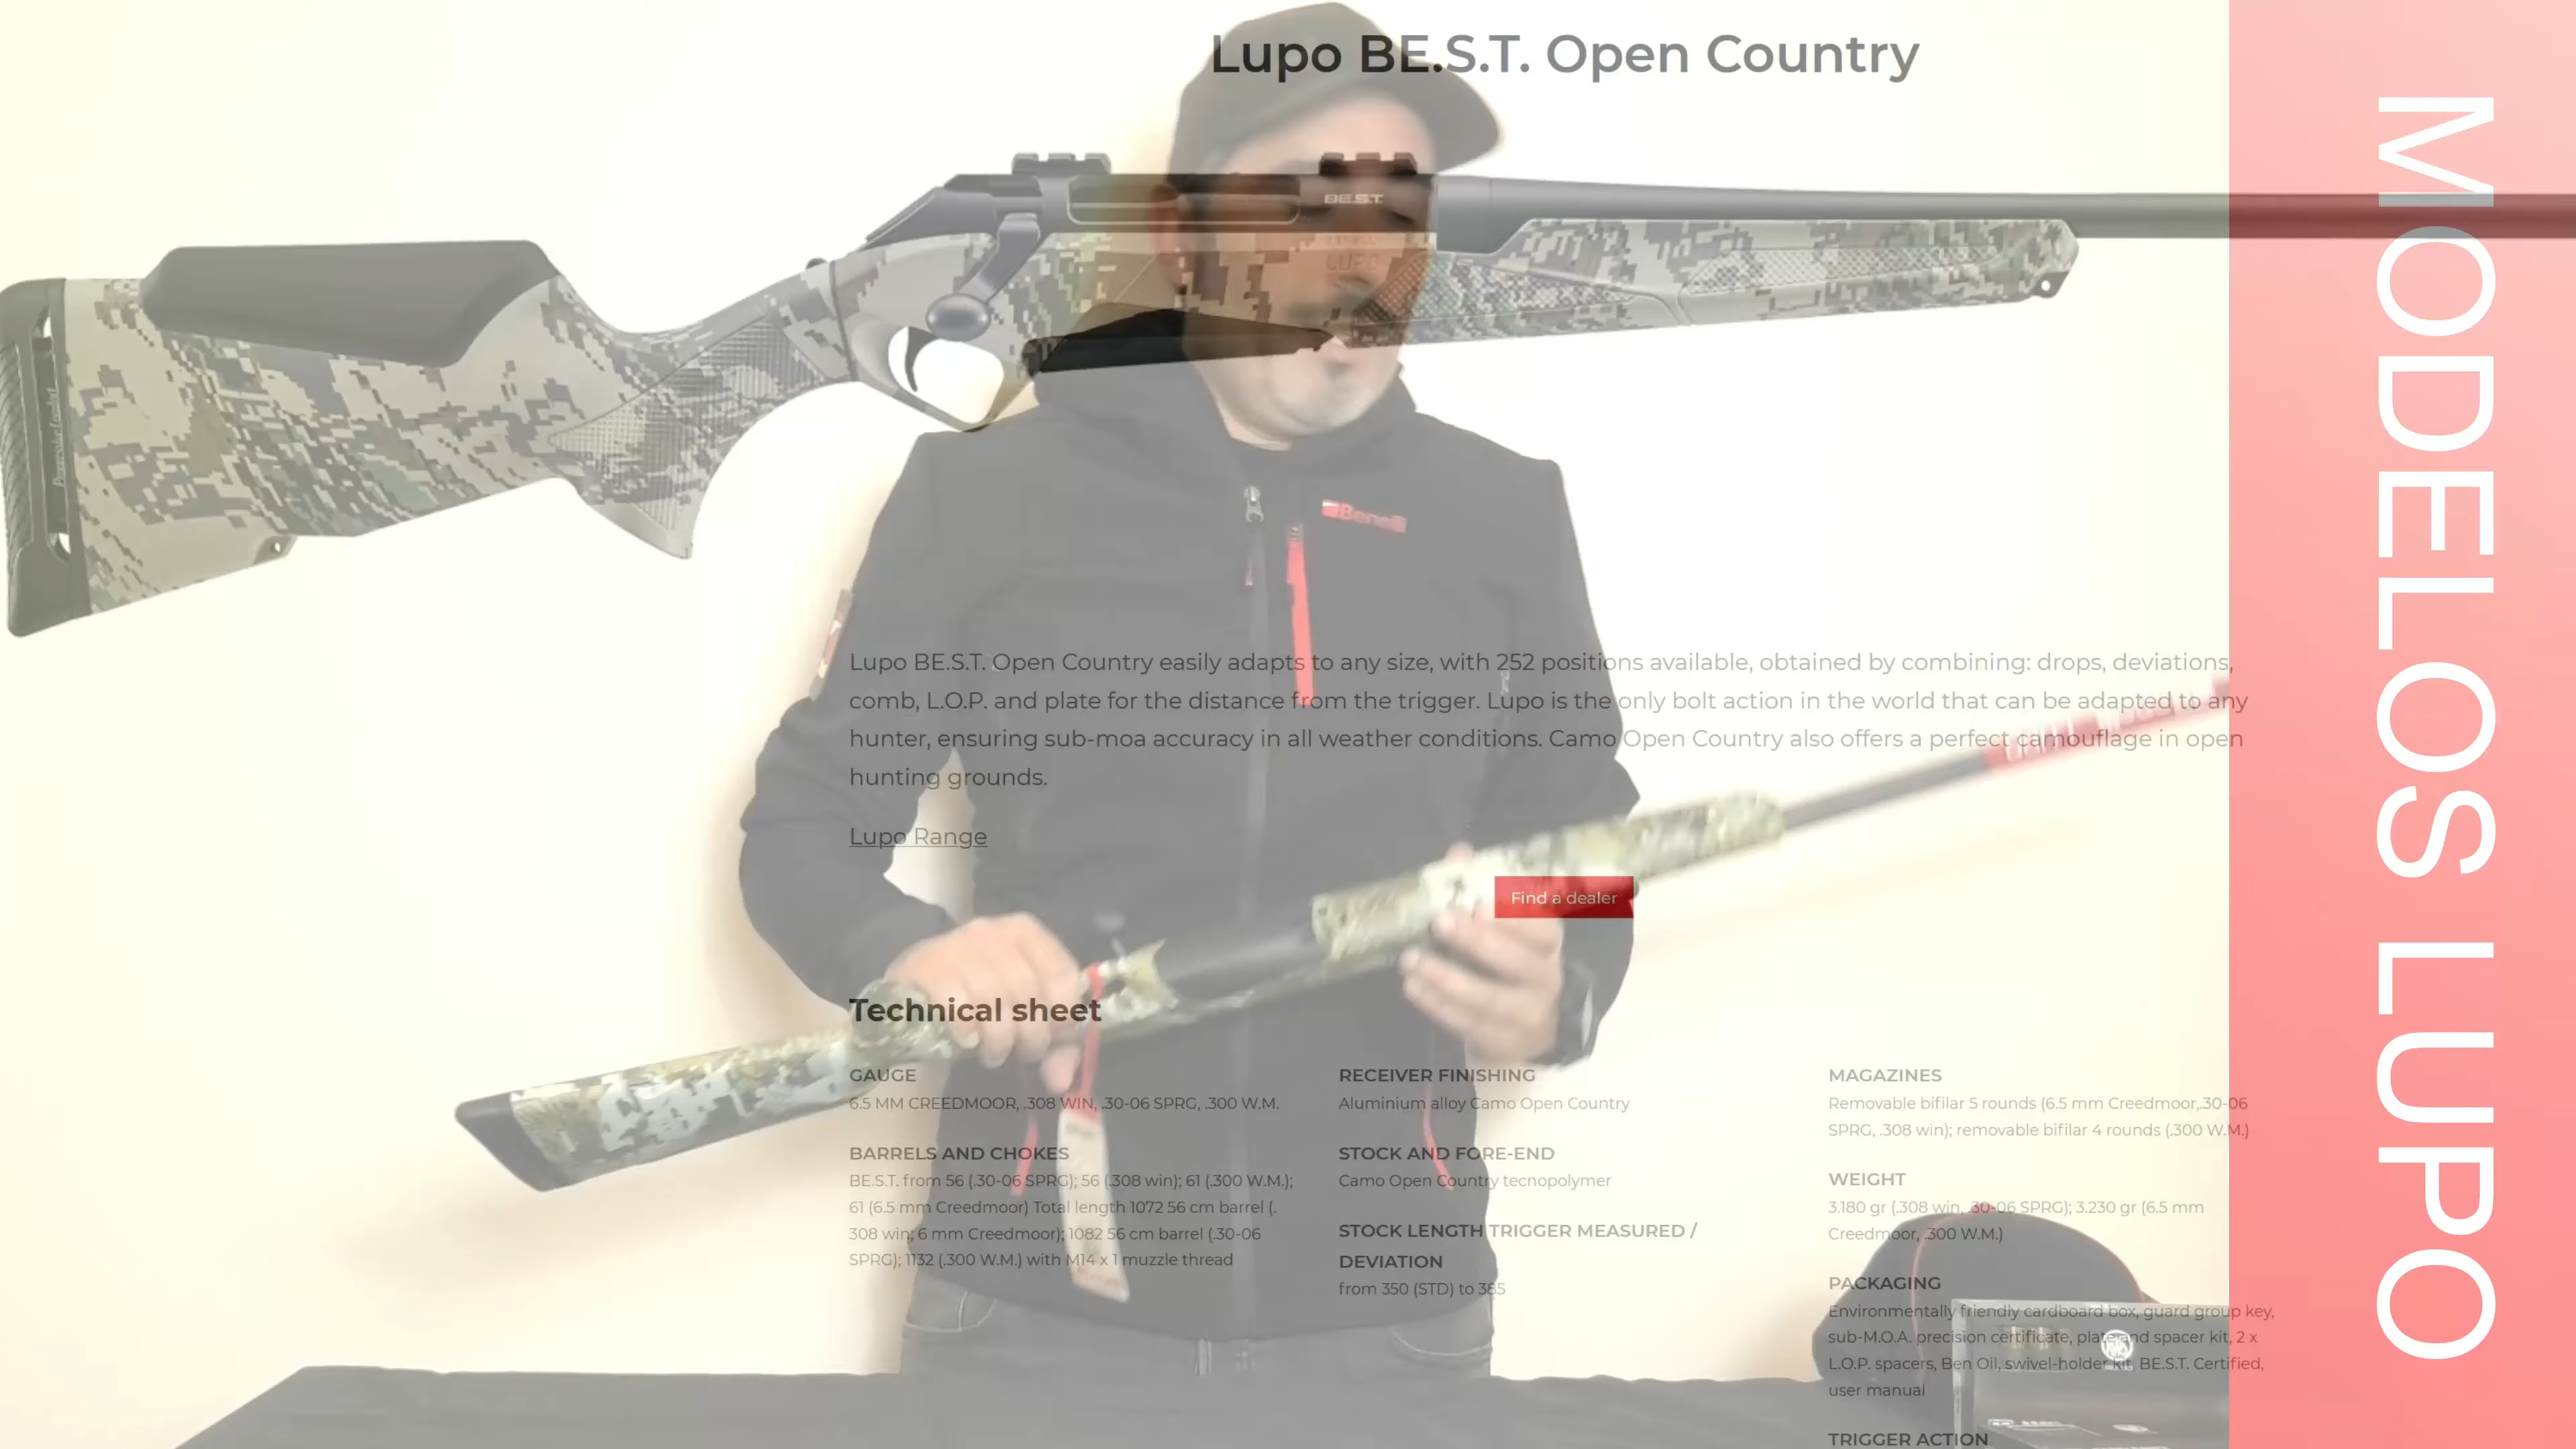 Lupo BE.S.T. Open Country
BE.S.T.
LUPO
Progressive Comfort
Benelli
Lupo BE.S.T. Open Country easily adapts to any size, with 252 positions available, obtained by combining: drops, deviations,
comb, L.O.P. and plate for the distance from the trigger. Lupo is the only bolt action in the world that can be adapted to any
hunter, ensuring sub-moa accuracy in all weather conditions. Camo Open Country also offers a perfect camouflage in open
hunting grounds.
Lupo Range
Find a dealer
Technical sheet
GAUGE
6.5 MM CREEDMOOR, .308 WIN, .30-06 SPRG, .300 W.M.
BARRELS AND CHOKES
BE.S.T. from 56 (.30-06 SPRG); 56 (.308 win); 61 (.300 W.M.);
61 (6.5 mm Creedmoor) Total length 1072 56 cm barrel (.
308 win; 6 mm Creedmoor); 1082 56 cm barrel (.30-06
SPRG); 1132 (.300 W.M.) with M14 x 1 muzzle thread
RECEIVER FINISHING
Aluminium alloy Camo Open Country
STOCK AND FORE-END
Camo Open Country tecnopolymer
STOCK LENGTH TRIGGER MEASURED /
DEVIATION
from 350 (STD) to 385
MAGAZINES
Removable bifilar 5 rounds (6.5 mm Creedmoor,.30-06
SPRG, .308 win); removable bifilar 4 rounds (.300 W.M.)
WEIGHT
3.180 gr (.308 win, .30-06 SPRG); 3.230 gr (6.5 mm
Creedmoor, .300 W.M.)
PACKAGING
Environmentally friendly cardboard box, guard group key,
sub-M.O.A. precision certificate, plate and spacer kit, 2 x
L.O.P. spacers, Ben Oil, swivel-holder kit, BE.S.T. Certified,
user manual
TRIGGER ACTION
MODELOS LUPO